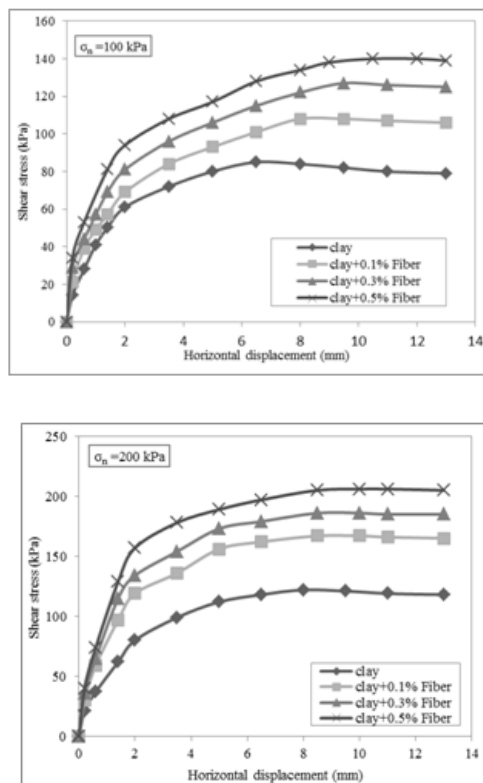 σn =100 kPa
160
140
120
100
80
60
40
20
0
Shear stress (kPa)
clay
clay+0.1% Fiber
clay+0.3% Fiber
clay+0.5% Fiber
0 2 4 6 8 10 12 14
Horizontal displacement (mm)
σn =200 kPa
250
200
150
100
50
0
Shear stress (kPa)
clay
clay+0.1% Fiber
clay+0.3% Fiber
clay+0.5% Fiber
0 2 4 6 8 10 12 14
Horizontal displacement (mm)